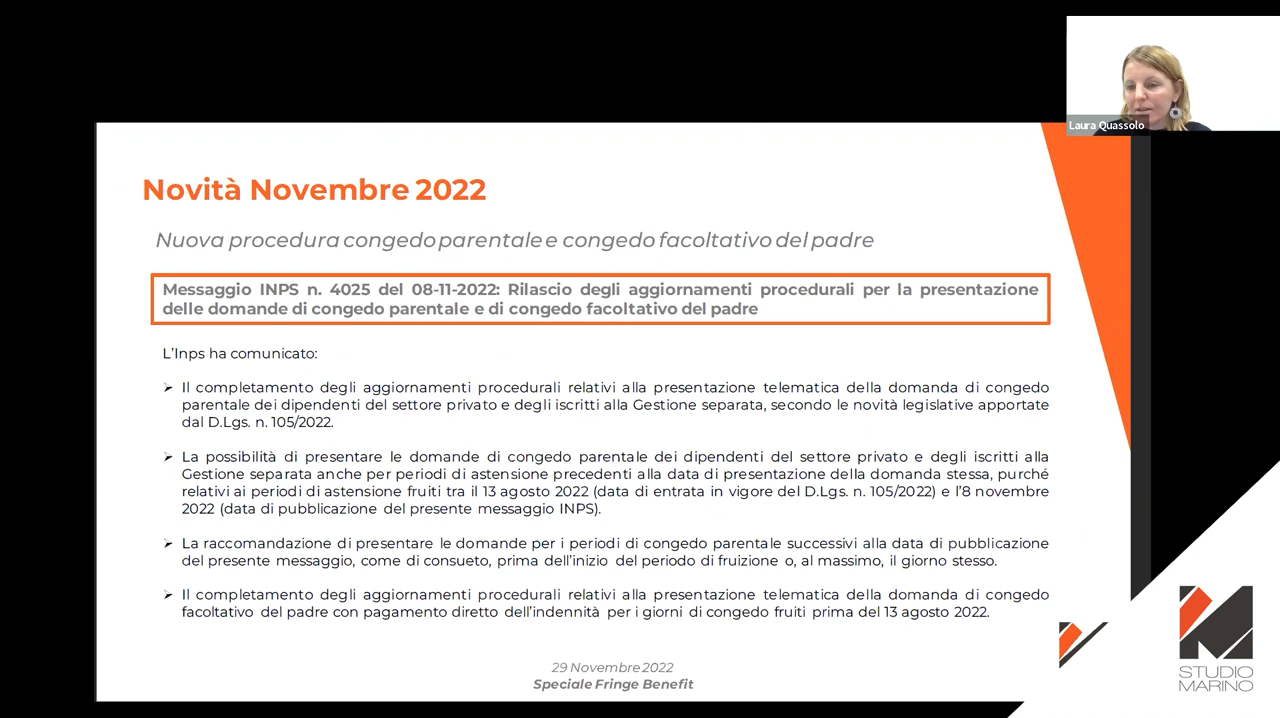 Laura Quassolo
Novità Novembre 2022
Nuova procedura congedo parentale e congedo facoltativo del padre
Messaggio INPS n. 4025 del 08-11-2022: Rilascio degli aggiornamenti procedurali per la presentazione
delle domande di congedo parentale e di congedo facoltativo del padre
L'Inps ha comunicato:
➢ Il completamento degli aggiornamenti procedurali relativi alla presentazione telematica della domanda di congedo
parentale dei dipendenti del settore privato e degli iscritti alla Gestione separata, secondo le novità legislative apportate
dal D.Lgs. n. 105/2022.
➢ La possibilità di presentare le domande di congedo parentale dei dipendenti del settore privato e degli iscritti alla
Gestione separata anche per periodi di astensione precedenti alla data di presentazione della domanda stessa, purché
relativi ai periodi di astensione fruiti tra il 13 agosto 2022 (data di entrata in vigore del D.Lgs. n. 105/2022) e l'8 novembre
2022 (data di pubblicazione del presente messaggio INPS).
➢ La raccomandazione di presentare le domande per i periodi di congedo parentale successivi alla data di pubblicazione
del presente messaggio, come di consueto, prima dell'inizio del periodo di fruizione o, al massimo, il giorno stesso.
➢ Il completamento degli aggiornamenti procedurali relativi alla presentazione telematica della domanda di congedo
facoltativo del padre con pagamento diretto dell'indennità per i giorni di congedo fruiti prima del 13 agosto 2022.
29 Novembre 2022
Speciale Fringe Benefit
STUDIO
MARINO